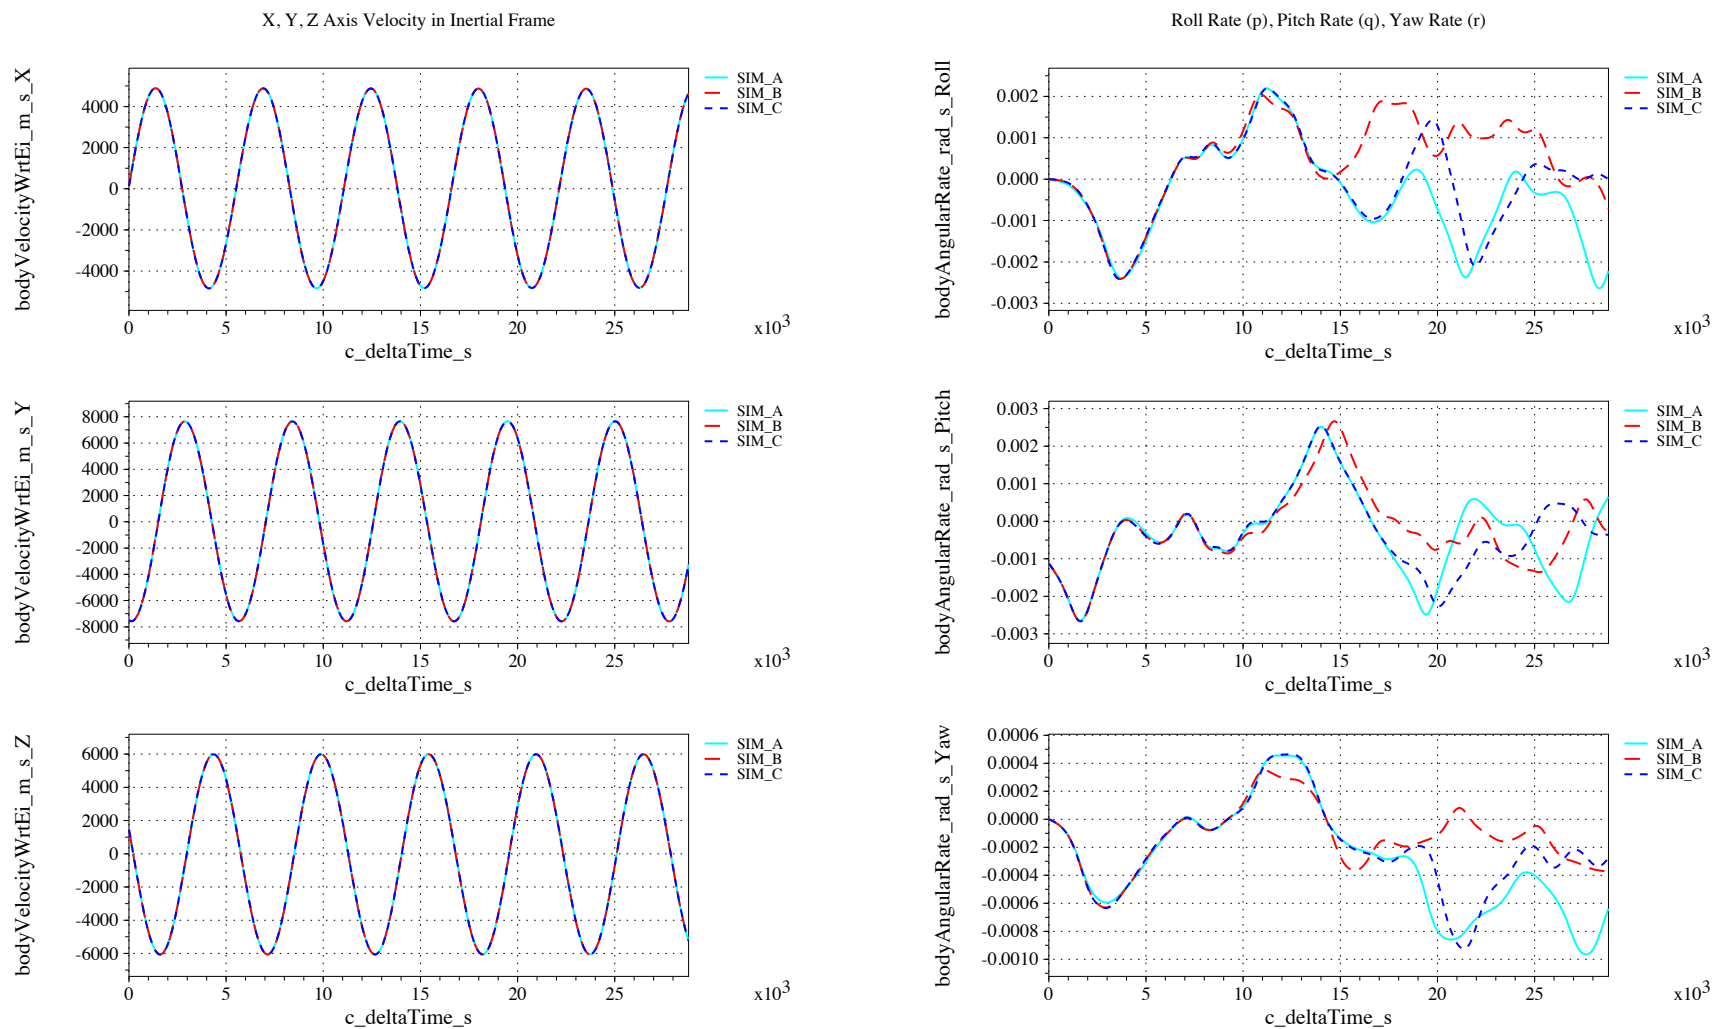 X, Y, Z Axis Velocity in Inertial Frame
bodyVelocityWrtEi_m_s_X
4000
2000
0
-2000
-4000
0 5 10 15 20 25
x103
c_deltaTime_s
SIM_A
SIM_B
SIM_C
bodyVelocityWrtEi_m_s_Y
8000
6000
4000
2000
0
-2000
-4000
-6000
-8000
0 5 10 15 20 25
x103
c_deltaTime_s
SIM_A
SIM_B
SIM_C
bodyVelocityWrtEi_m_s_Z
6000
4000
2000
0
-2000
-4000
-6000
0 5 10 15 20 25
x103
c_deltaTime_s
SIM_A
SIM_B
SIM_C
Roll Rate (p), Pitch Rate (q), Yaw Rate (r)
bodyAngularRate_rad_s_Roll
0.002
0.001
0.000
-0.001
-0.002
-0.003
0 5 10 15 20 25
x103
c_deltaTime_s
SIM_A
SIM_B
SIM_C
bodyAngularRate_rad_s_Pitch
0.003
0.002
0.001
0.000
-0.001
-0.002
-0.003
0 5 10 15 20 25
x103
c_deltaTime_s
SIM_A
SIM_B
SIM_C
bodyAngularRate_rad_s_Yaw
0.0006
0.0004
0.0002
0.0000
-0.0002
-0.0004
-0.0006
-0.0008
-0.0010
0 5 10 15 20 25
x103
c_deltaTime_s
SIM_A
SIM_B
SIM_C